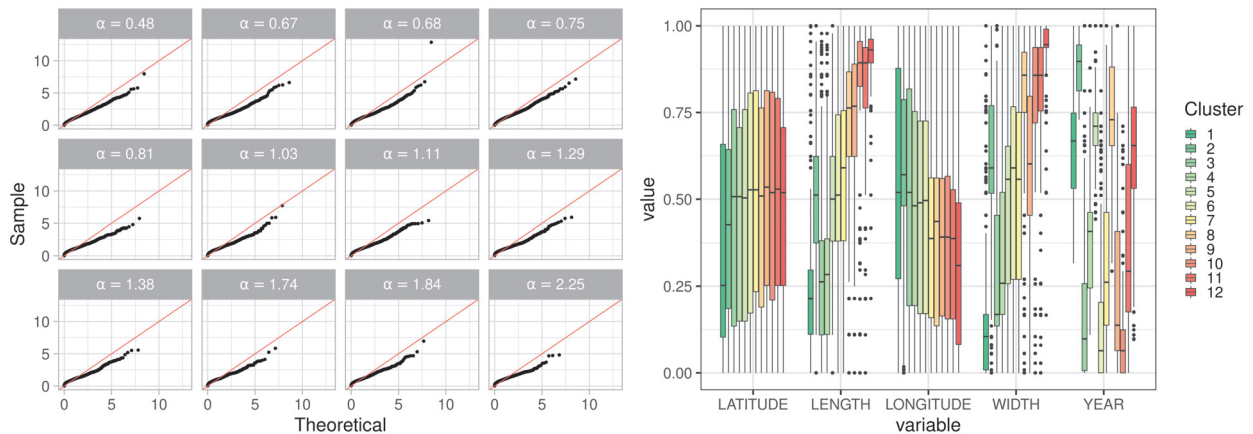 α = 0.48 α = 0.67 α = 0.68 α = 0.75
10
5
0
α = 0.81 α = 1.03 α = 1.11 α = 1.29
10
5
0
α = 1.38 α = 1.74 α = 1.84 α = 2.25
10
5
0
0 5 10 0 5 10 0 5 10 0 5 10
Sample
Theoretical
1.00
0.75
0.50
0.25
0.00
value
LATITUDE LENGTH LONGITUDE WIDTH YEAR
variable
Cluster
1
2
3
4
5
6
7
8
9
10
11
12